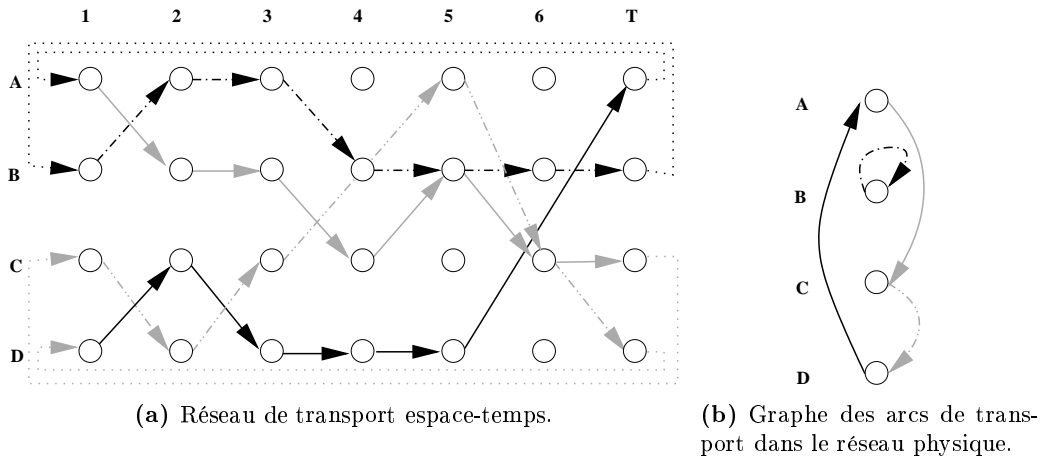 1 2 3 4 5 6 T
A
B
C
D
(a) Réseau de transport espace-temps.
A
B
C
D
(b) Graphe des arcs de trans-
port dans le réseau physique.